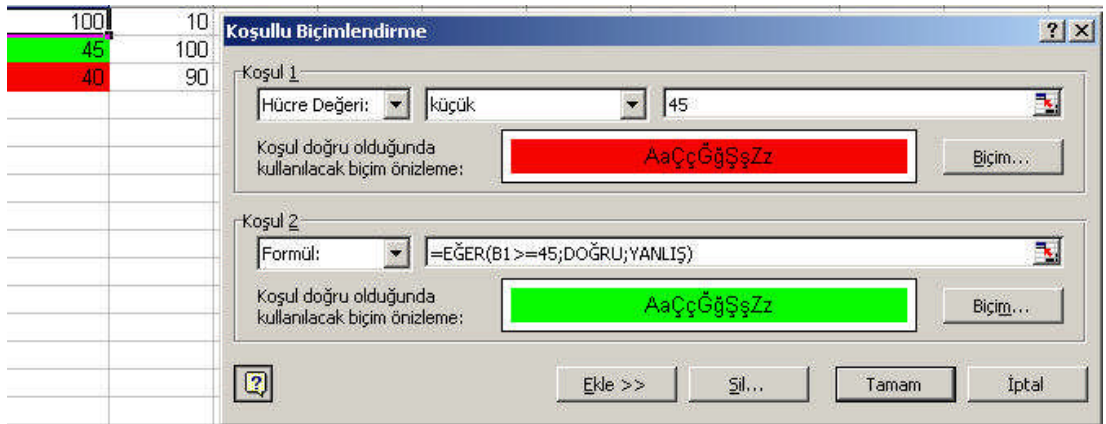 100 10
45 100
40 90
Koşullu Biçimlendirme
Koşul 1
Hücre Değeri: küçük 45
Koşul doğru olduğunda
kullanılacak biçim önizleme:
AaÇçĞğŞşZz
Biçim...
Koşul 2
Formül: =EĞER(B1>=45;DOĞRU;YANLIŞ)
Koşul doğru olduğunda
kullanılacak biçim önizleme:
AaÇçĞğŞşZz
Biçim...
Ekle >> Sil... Tamam İptal